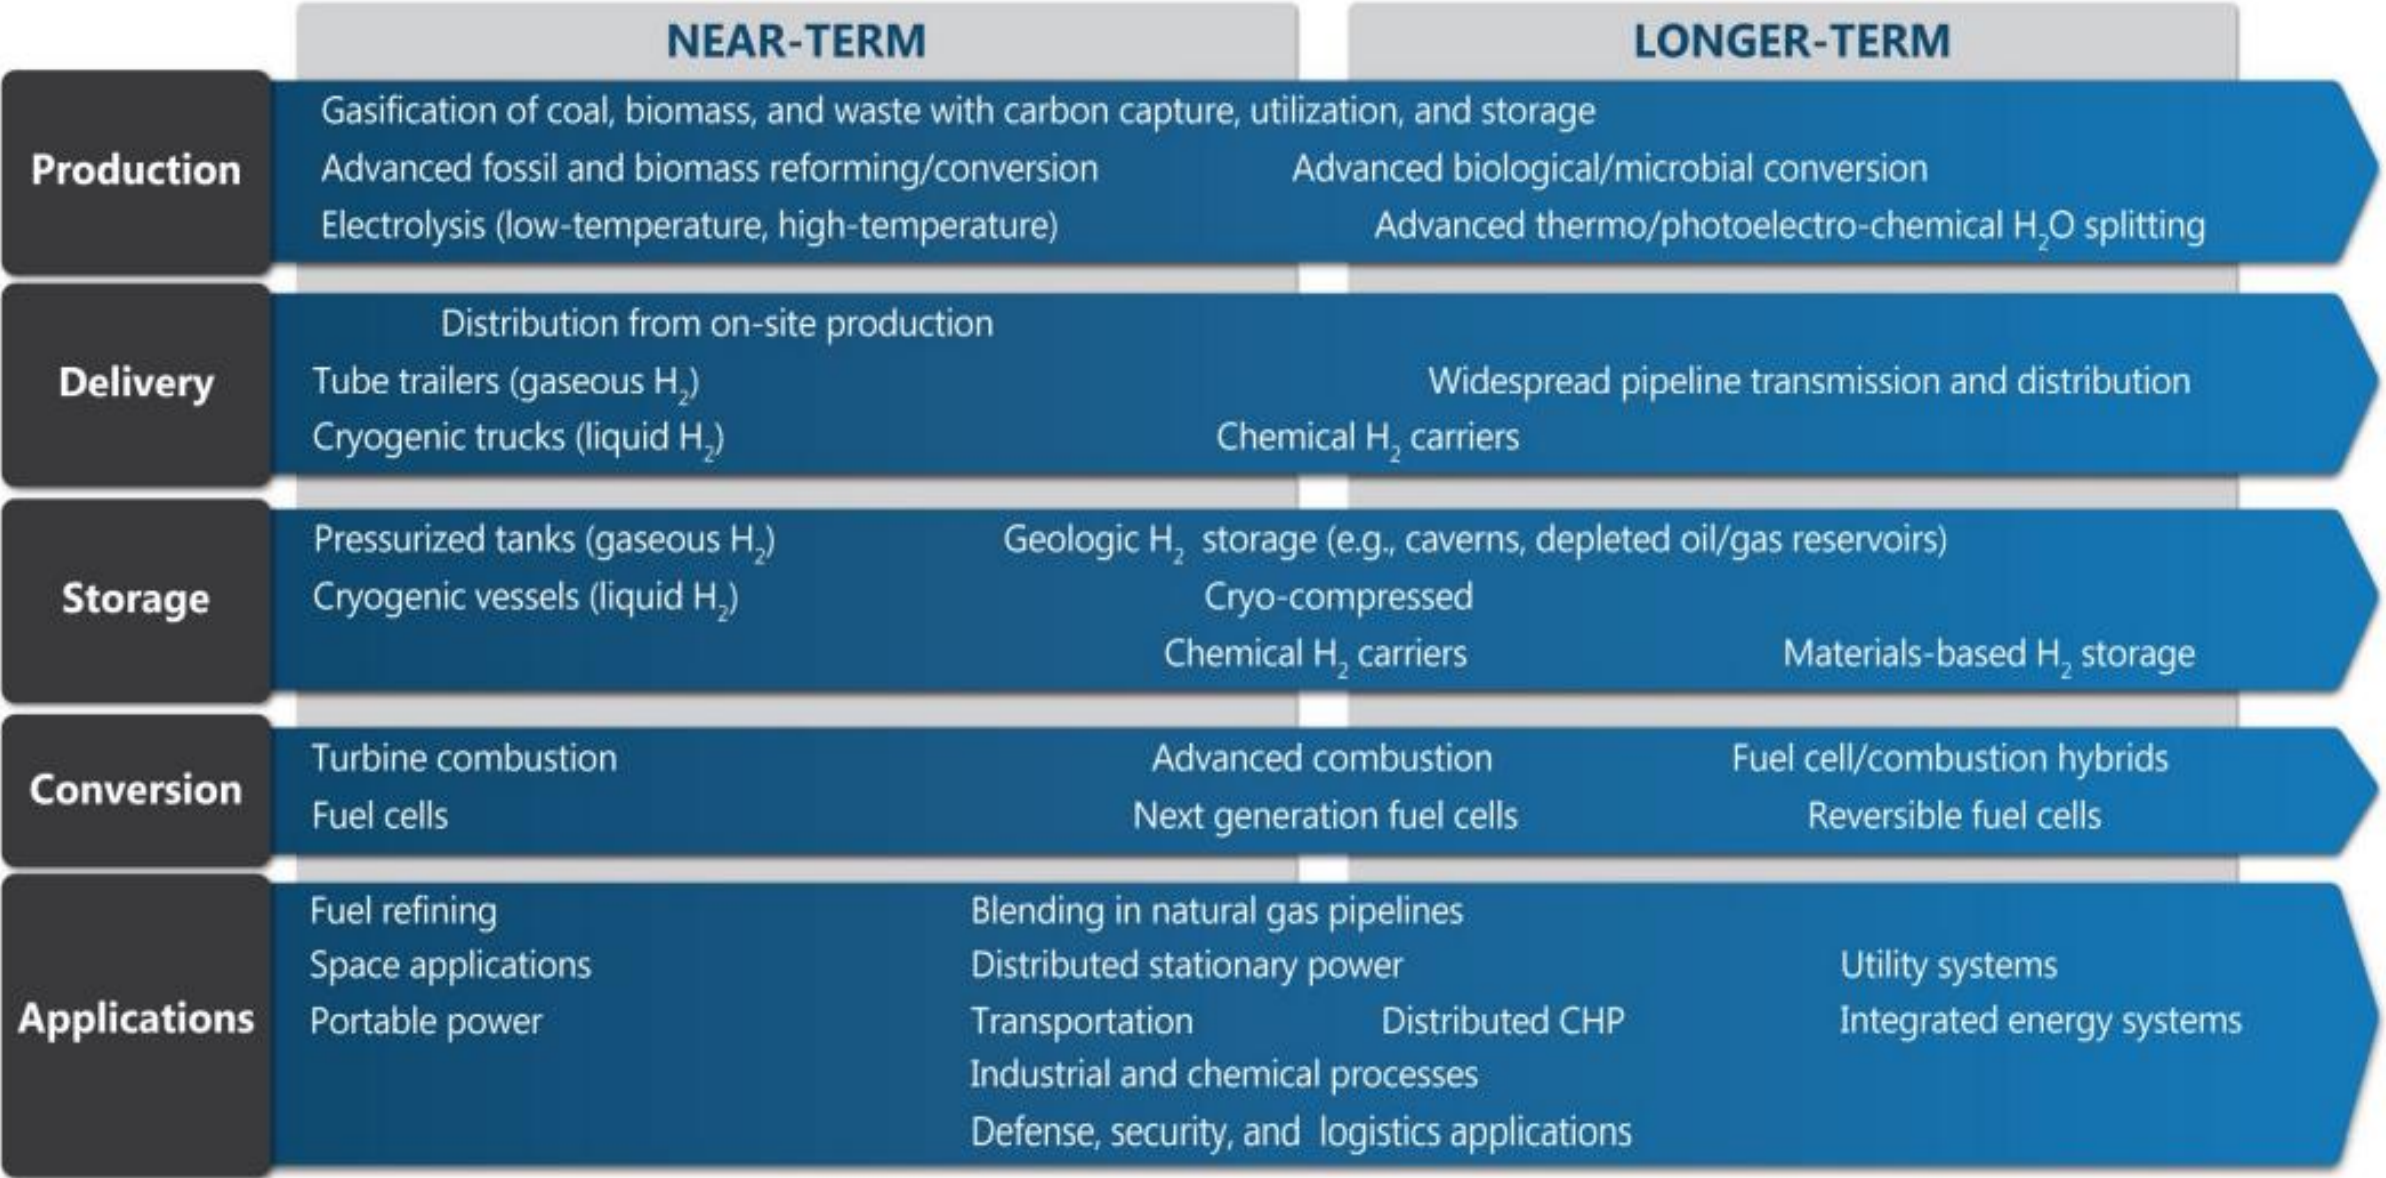 NEAR-TERM LONGER-TERM
Production
Gasification of coal, biomass, and waste with carbon capture, utilization, and storage
Advanced fossil and biomass reforming/conversion Advanced biological/microbial conversion
Electrolysis (low-temperature, high-temperature) Advanced thermo/photoelectro-chemical H₂O splitting
Delivery
Distribution from on-site production
Tube trailers (gaseous H₂) Widespread pipeline transmission and distribution
Cryogenic trucks (liquid H₂) Chemical H₂ carriers
Storage
Pressurized tanks (gaseous H₂) Geologic H₂ storage (e.g., caverns, depleted oil/gas reservoirs)
Cryogenic vessels (liquid H₂) Cryo-compressed
Chemical H₂ carriers Materials-based H₂ storage
Conversion
Turbine combustion Advanced combustion Fuel cell/combustion hybrids
Fuel cells Next generation fuel cells Reversible fuel cells
Applications
Fuel refining Blending in natural gas pipelines
Space applications Distributed stationary power Utility systems
Portable power Transportation Distributed CHP Integrated energy systems
Industrial and chemical processes
Defense, security, and logistics applications